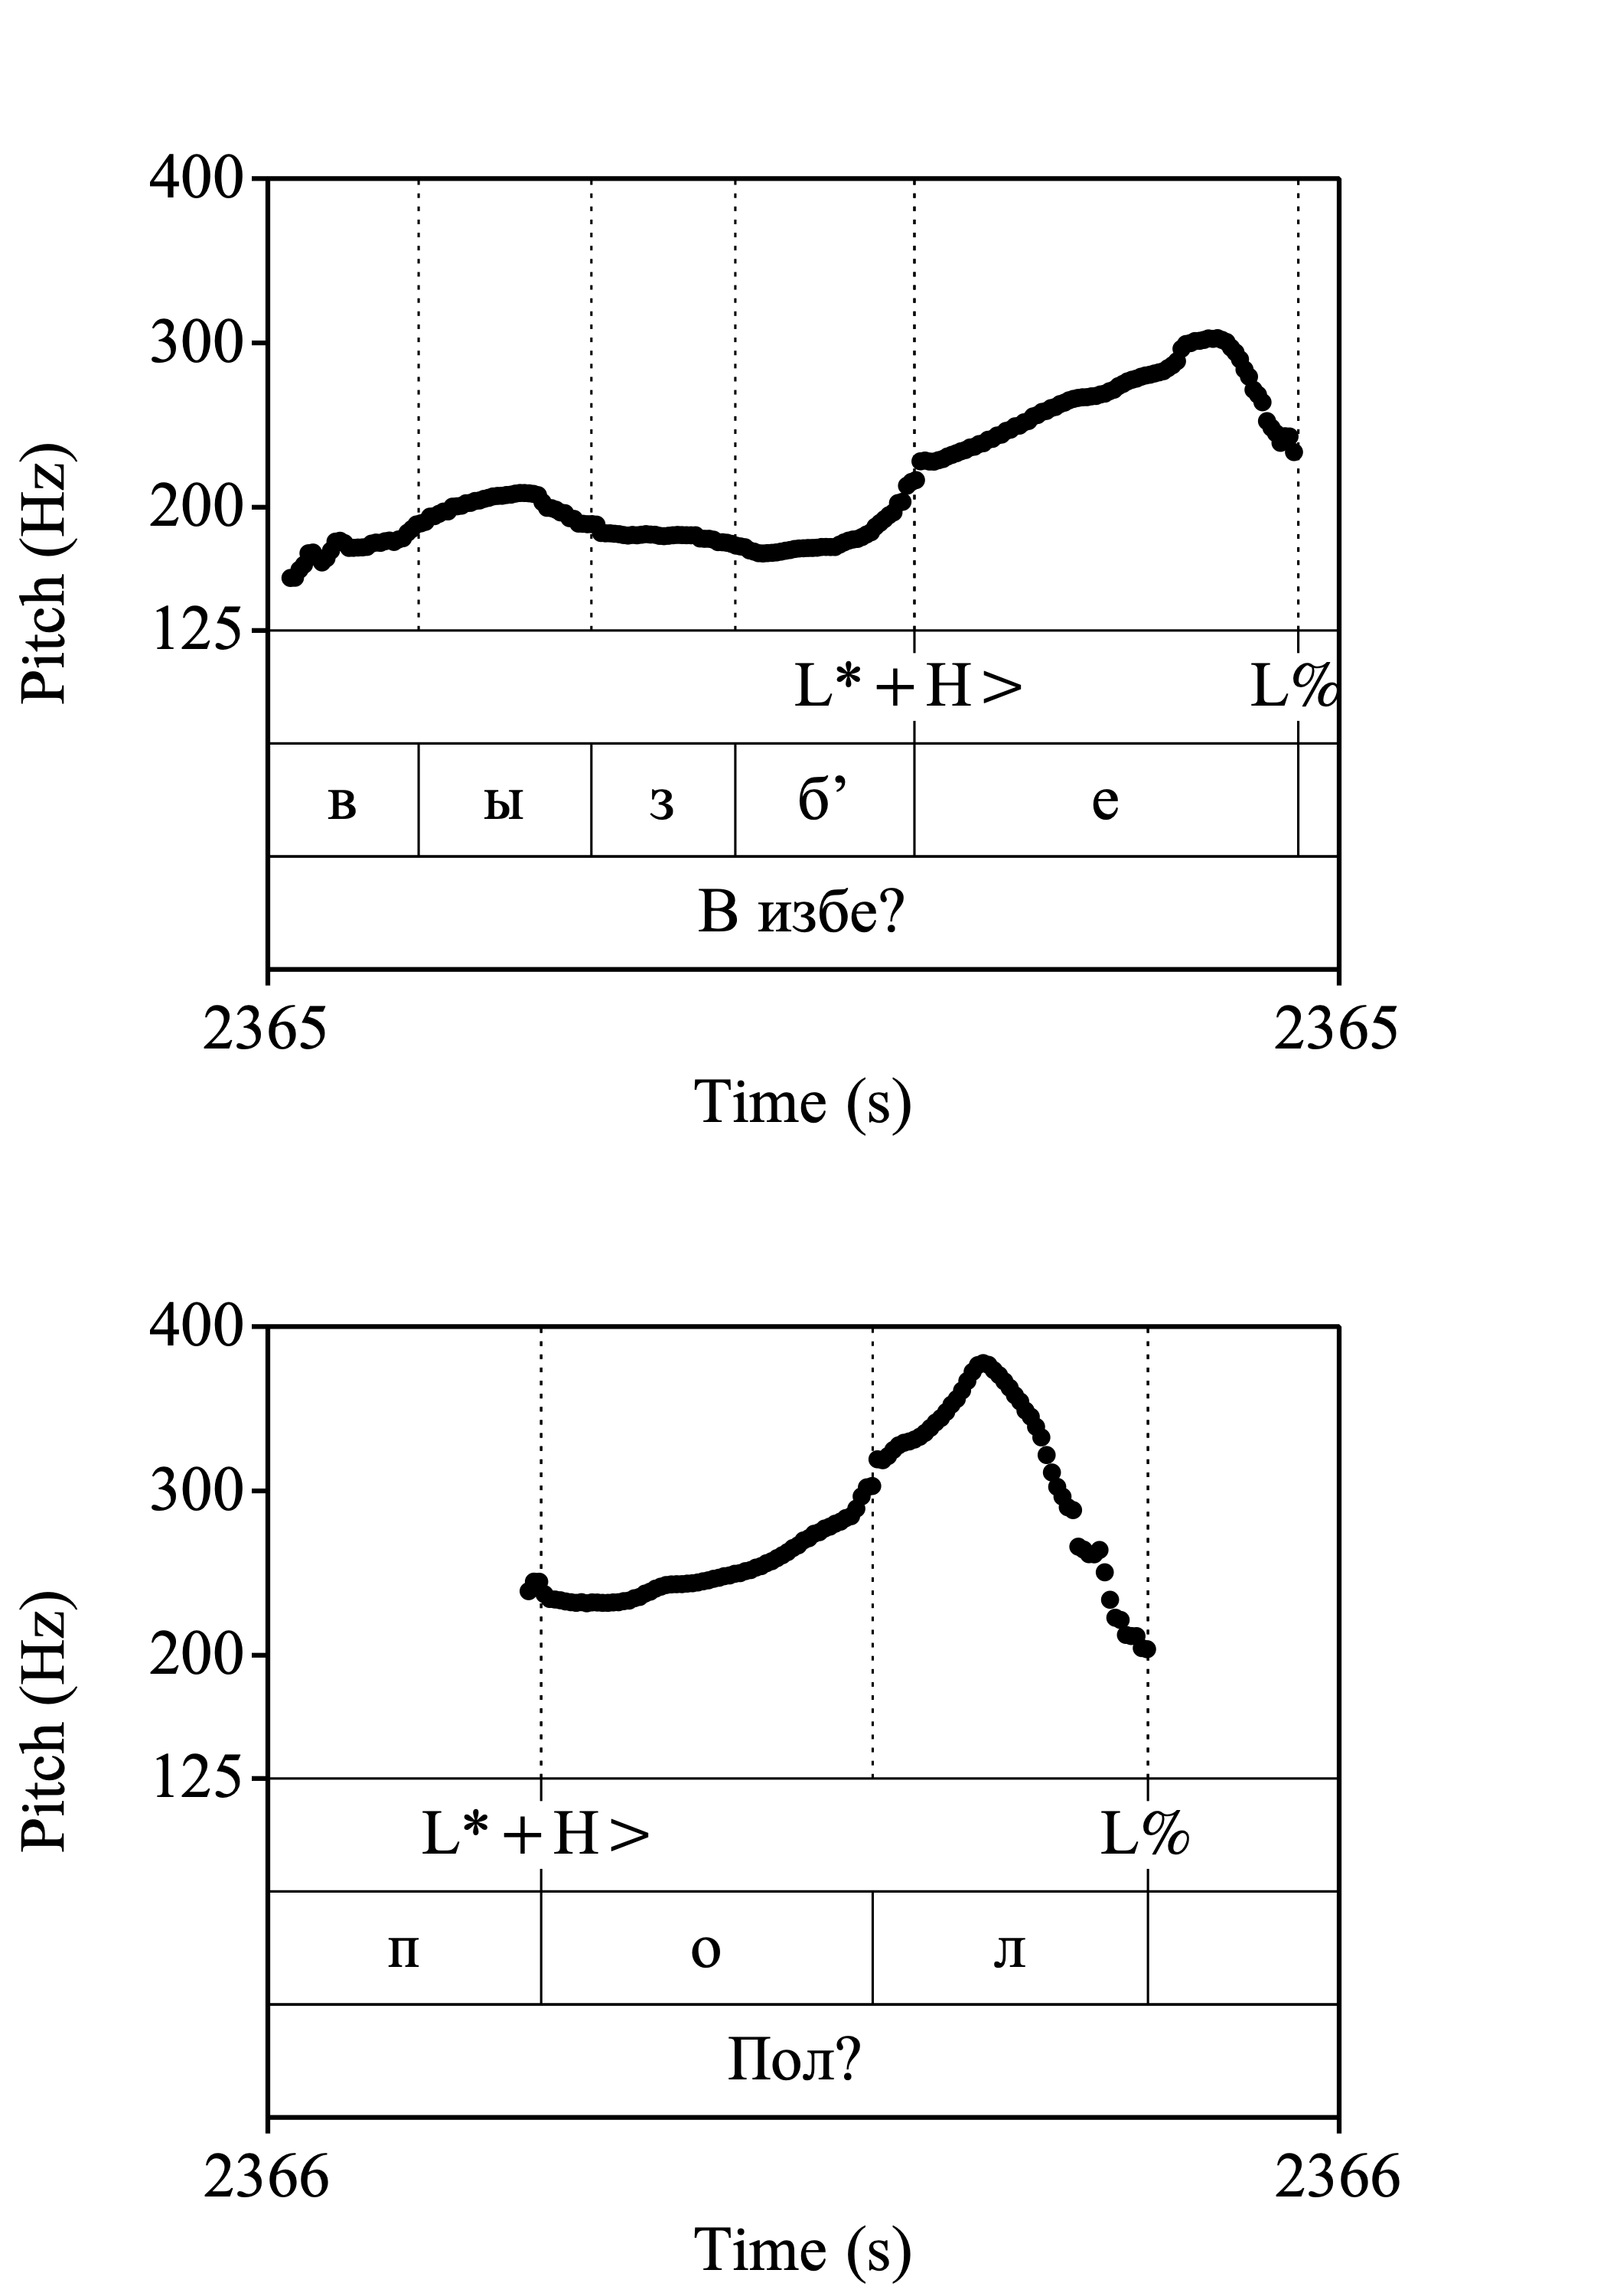 400
300
200
125
Pitch (Hz)
L*+H> L%
в ы з б’ е
В избе?
2365 2365
Time (s)
400
300
200
125
Pitch (Hz)
L*+H> L%
п о л
Пол?
2366 2366
Time (s)